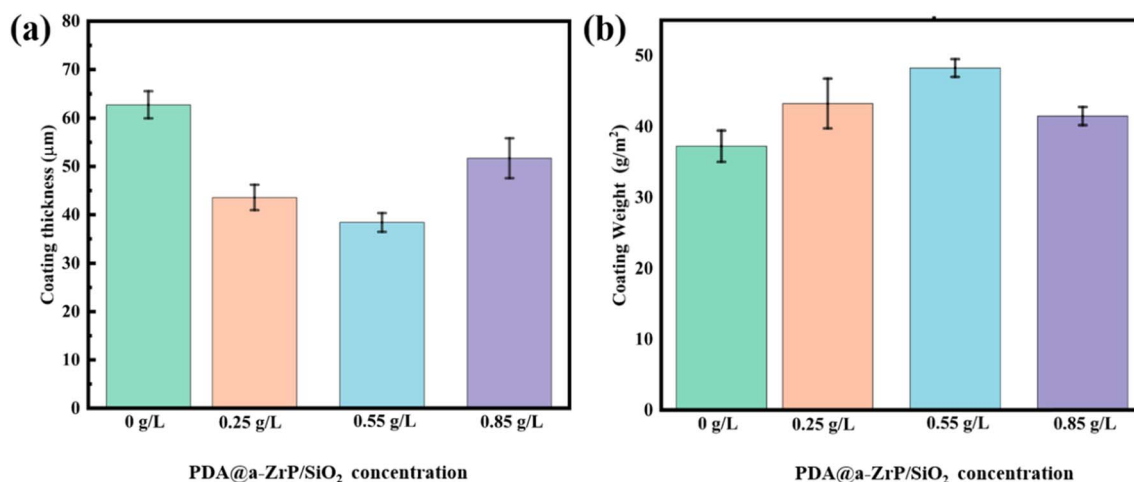 (a)
80
70
60
50
40
30
20
10
0
Coating thickness (μm)
0 g/L 0.25 g/L 0.55 g/L 0.85 g/L
PDA@a-ZrP/SiO₂ concentration
(b)
50
40
30
20
10
0
Coating Weight (g/m²)
0 g/L 0.25 g/L 0.55 g/L 0.85 g/L
PDA@a-ZrP/SiO₂ concentration